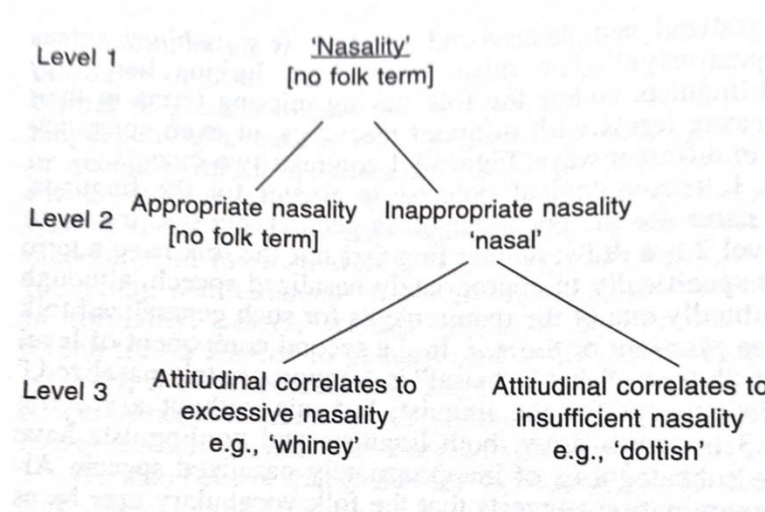 Level 1
'Nasality'
[no folk term]
Level 2
Appropriate nasality
[no folk term]
Inappropriate nasality
'nasal'
Level 3
Attitudinal correlates to
excessive nasality
e.g., 'whiney'
Attitudinal correlates to
insufficient nasality
e.g., 'doltish'